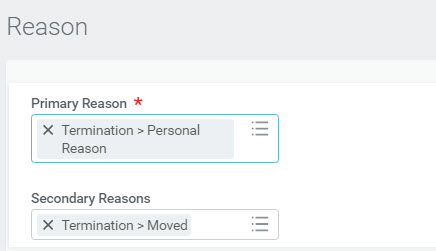 Reason
Primary Reason *
× Termination > Personal
Reason
Secondary Reasons
× Termination > Moved